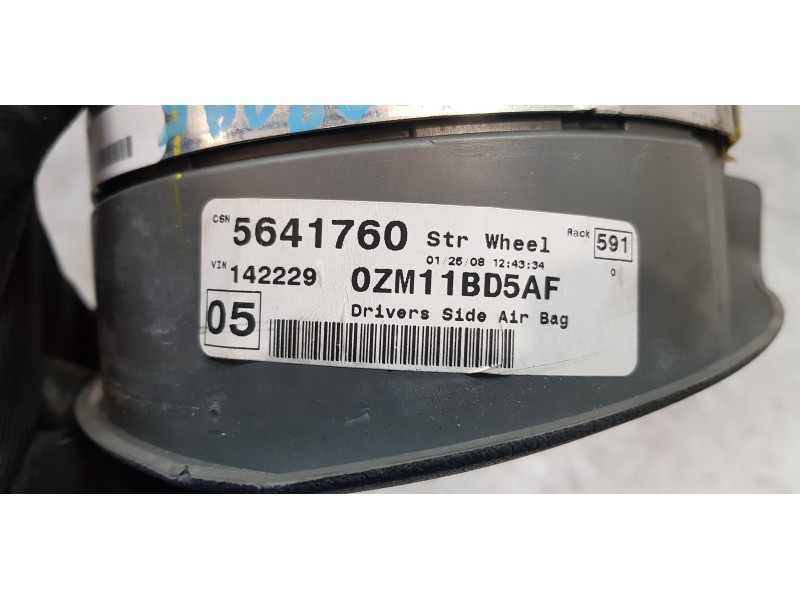 CSN 5641760 Str Wheel Rack 591
01/26/08 12:43:34
VIN 142229 0ZM11BD5AF 0
05 Drivers Side Air Bag